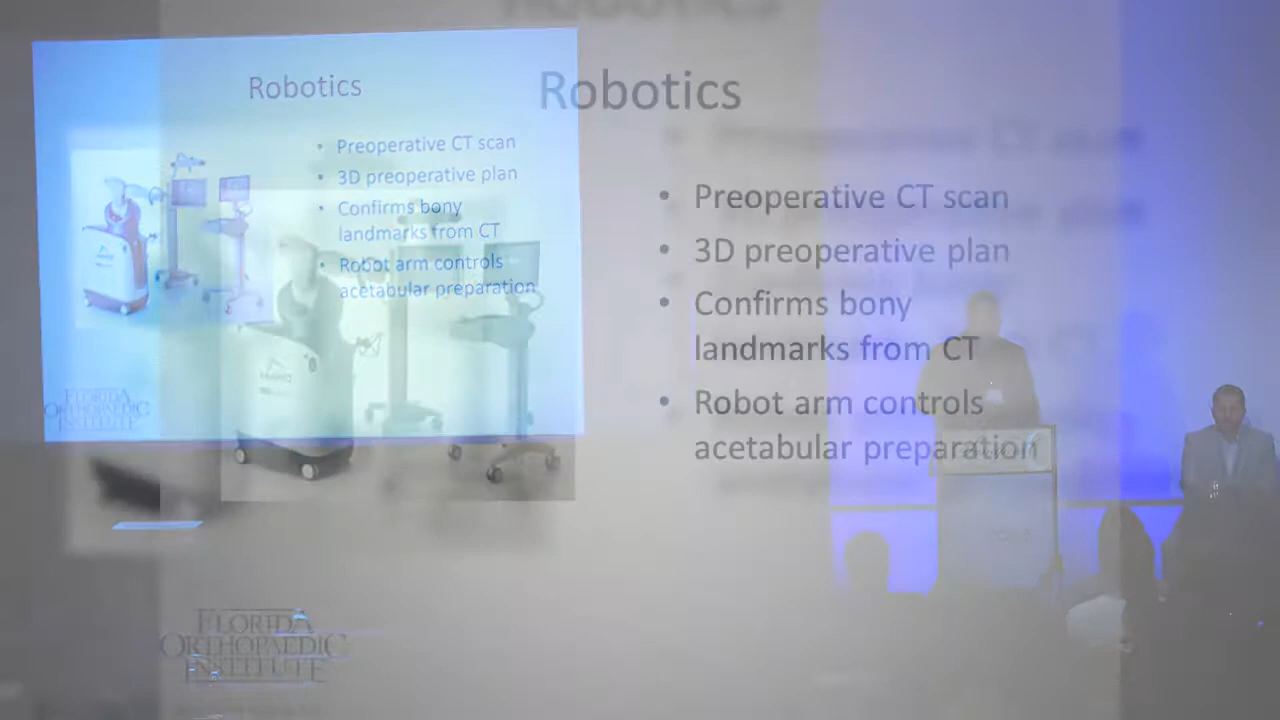 Robotics
Preoperative CT scan
3D preoperative plan
Confirms bony
landmarks from CT
Robot arm controls
acetabular preparation
FLORIDA
ORTHOPAEDIC
INSTITUTE
Robotics
• Preoperative CT scan
• 3D preoperative plan
• Confirms bony
landmarks from CT
• Robot arm controls
acetabular preparation
FLORIDA
ORTHOPAEDIC
INSTITUTE